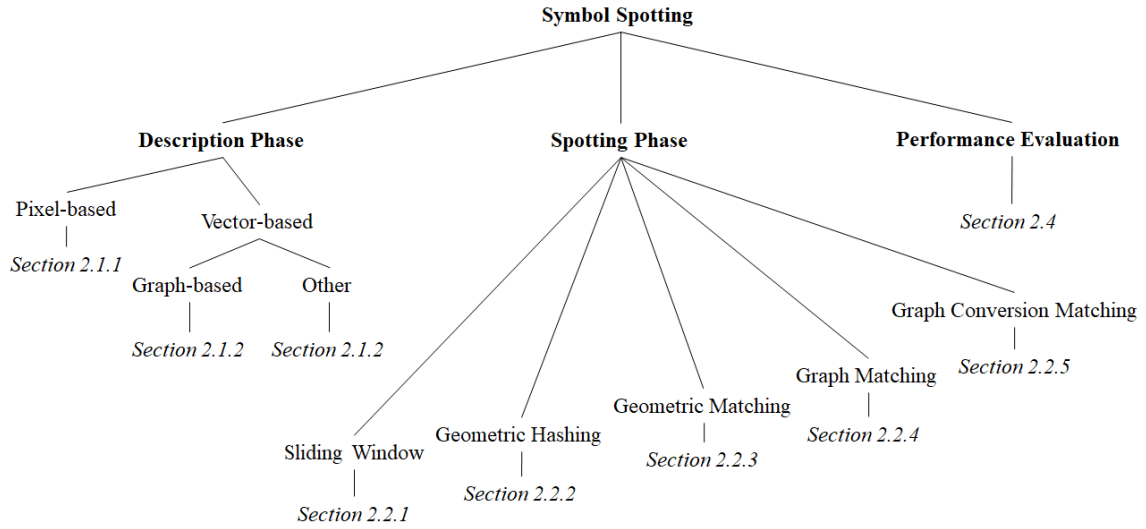 Symbol Spotting
Description Phase
Spotting Phase
Performance Evaluation
Pixel-based
Vector-based
Section 2.4
Section 2.1.1
Graph-based
Other
Graph Conversion Matching
Section 2.1.2
Section 2.1.2
Section 2.2.5
Graph Matching
Geometric Matching
Section 2.2.4
Geometric Hashing
Sliding Window
Section 2.2.3
Section 2.2.2
Section 2.2.1